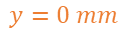 y = 0 mm